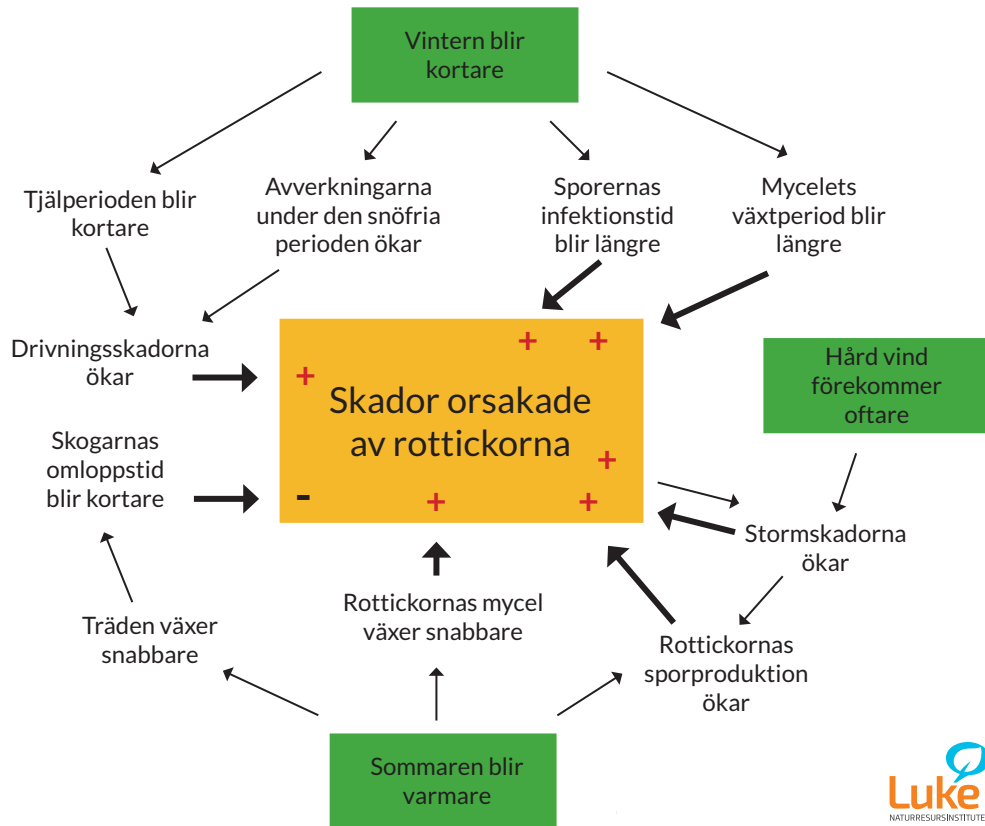 Vintern blir
kortare
Tjälperioden blir
kortare
Avverkningarna
under den snöfria
perioden ökar
Sporernas
infektionstid
blir längre
Mycelets
växtperiod blir
längre
Drivningsskadorna
ökar
+
+
+
Skador orsakade
av rottickorna
Hård vind
förekommer
oftare
Skogarnas
omloppstid
blir kortare
-
+
+
+
Stormskadorna
ökar
Rottickornas mycel
växer snabbare
Träden växer
snabbare
Rottickornas
sporproduktion
ökar
Sommaren blir
varmare
Luke
NATURRESURSINSTITUTE